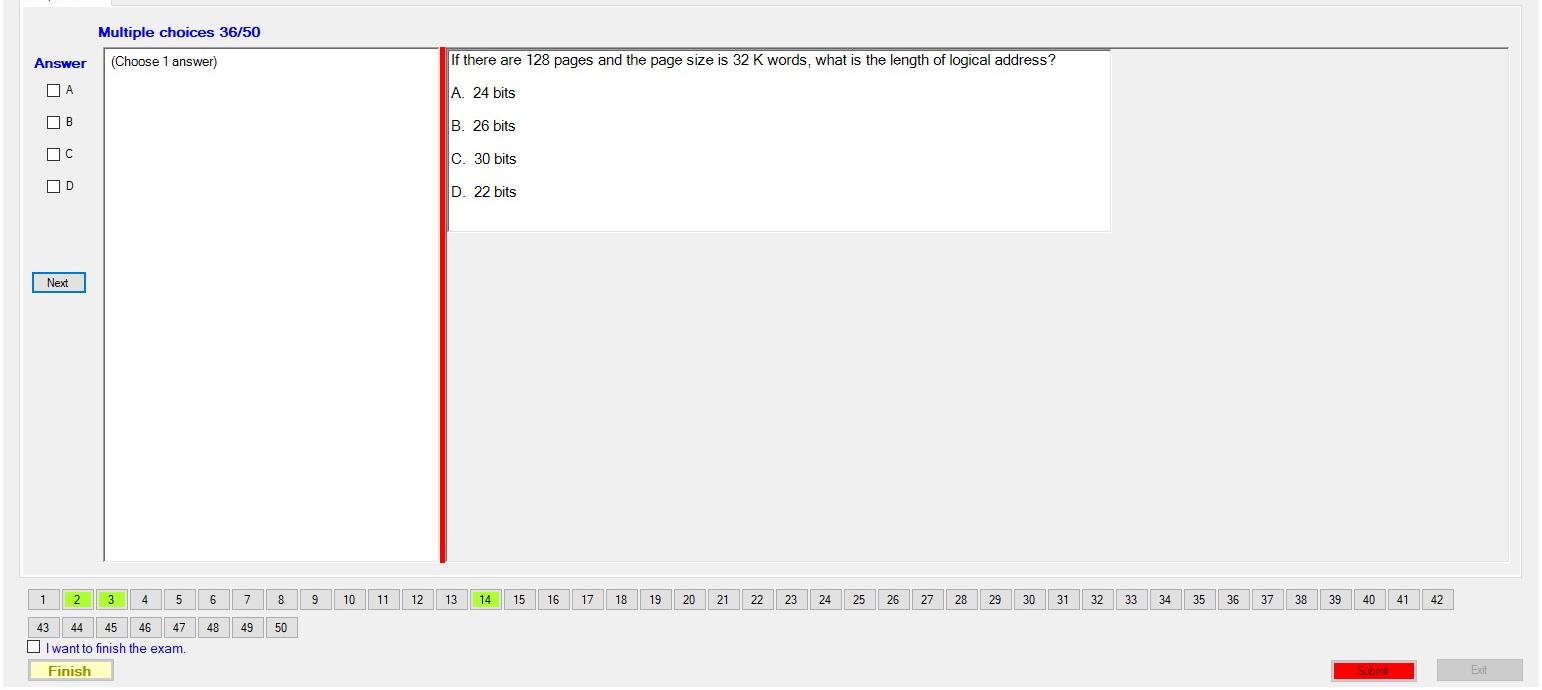 Multiple choices 36/50
Answer
(Choose 1 answer)
A
B
C
D
Next
If there are 128 pages and the page size is 32 K words, what is the length of logical address?
A. 24 bits
B. 26 bits
C. 30 bits
D. 22 bits
1 2 3 4 5 6 7 8 9 10 11 12 13 14 15 16 17 18 19 20 21 22 23 24 25 26 27 28 29 30 31 32 33 34 35 36 37 38 39 40 41 42
43 44 45 46 47 48 49 50
I want to finish the exam.
Finish
Submit
Exit